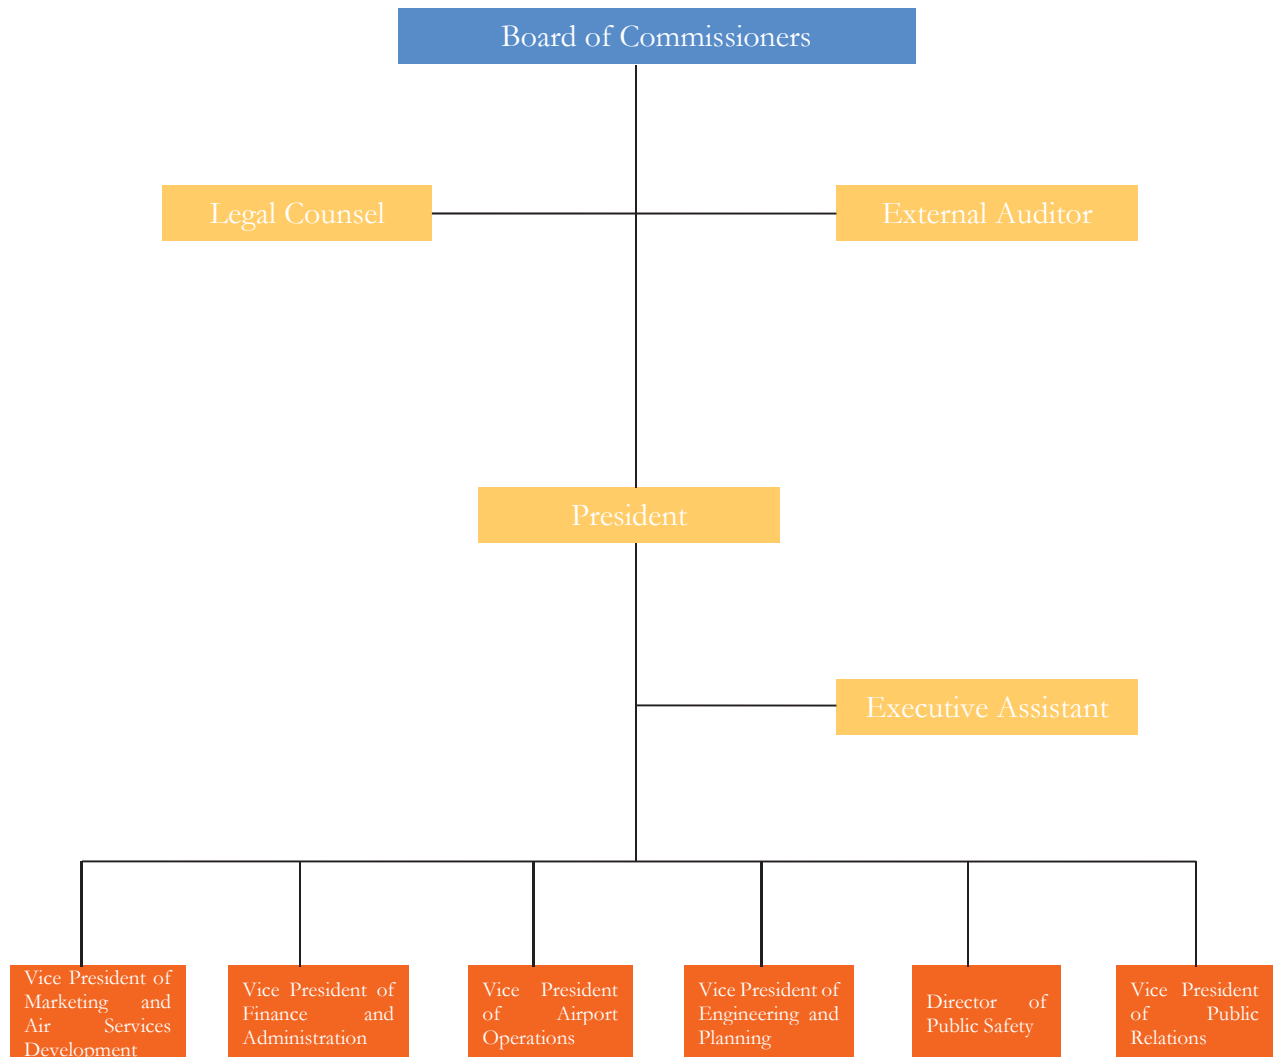 Board of Commissioners
Legal Counsel
External Auditor
President
Executive Assistant
Vice President of
Marketing and
Air Services
Development
Vice President of
Finance and
Administration
Vice President
of Airport
Operations
Vice President of
Engineering and
Planning
Director of
Public Safety
Vice President
of Public
Relations